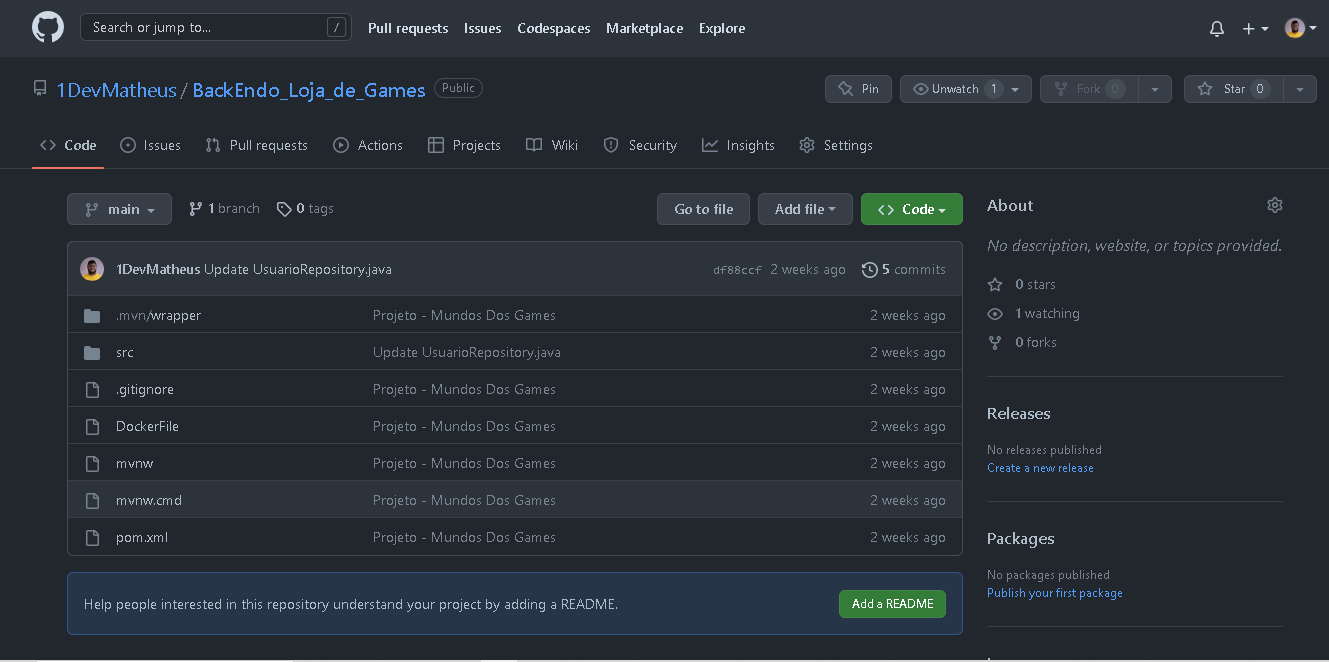 Search or jump to... /
Pull requests Issues Codespaces Marketplace Explore
1DevMatheus / BackEndo_Loja_de_Games Public
Pin Unwatch 1 Fork 0 Star 0
Code Issues Pull requests Actions Projects Wiki Security Insights Settings
main 1 branch 0 tags Go to file Add file Code
1DevMatheus Update UsuarioRepository.java df88ccf 2 weeks ago 5 commits
.mvn/wrapper Projeto - Mundos Dos Games 2 weeks ago
src Update UsuarioRepository.java 2 weeks ago
.gitignore Projeto - Mundos Dos Games 2 weeks ago
DockerFile Projeto - Mundos Dos Games 2 weeks ago
mvnw Projeto - Mundos Dos Games 2 weeks ago
mvnw.cmd Projeto - Mundos Dos Games 2 weeks ago
pom.xml Projeto - Mundos Dos Games 2 weeks ago
Help people interested in this repository understand your project by adding a README. Add a README
About
No description, website, or topics provided.
0 stars
1 watching
0 forks
Releases
No releases published
Create a new release
Packages
No packages published
Publish your first package